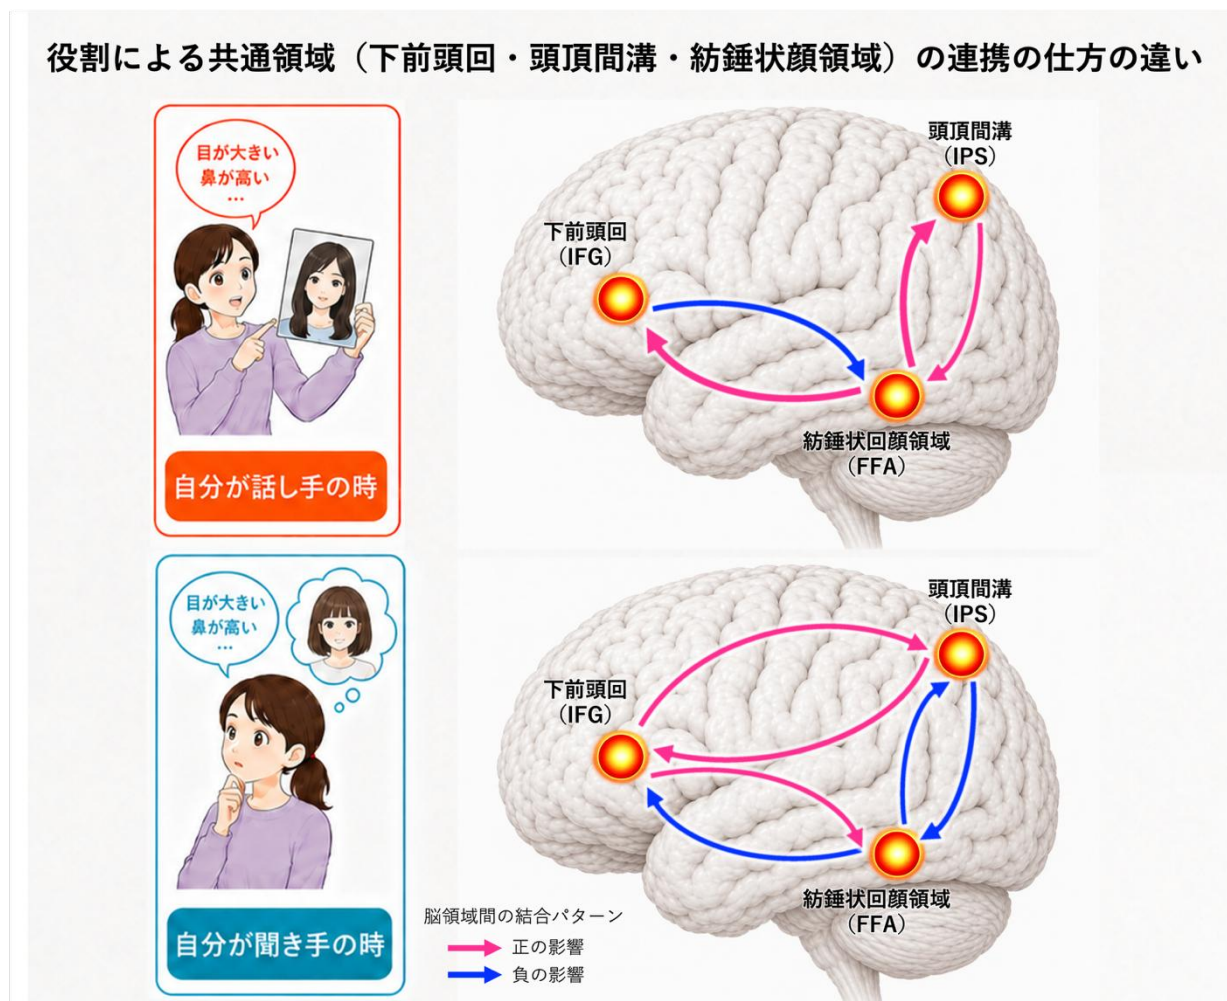 役割による共通領域（下前頭回・頭頂間溝・紡錘状顔領域）の連携の仕方の違い
目が大きい
鼻が高い
…
自分が話し手の時
頭頂間溝
（IPS）
下前頭回
（IFG）
紡錘状回顔領域
（FFA）
目が大きい
鼻が高い
…
自分が聞き手の時
頭頂間溝
（IPS）
下前頭回
（IFG）
紡錘状回顔領域
（FFA）
脳領域間の結合パターン
正の影響
負の影響